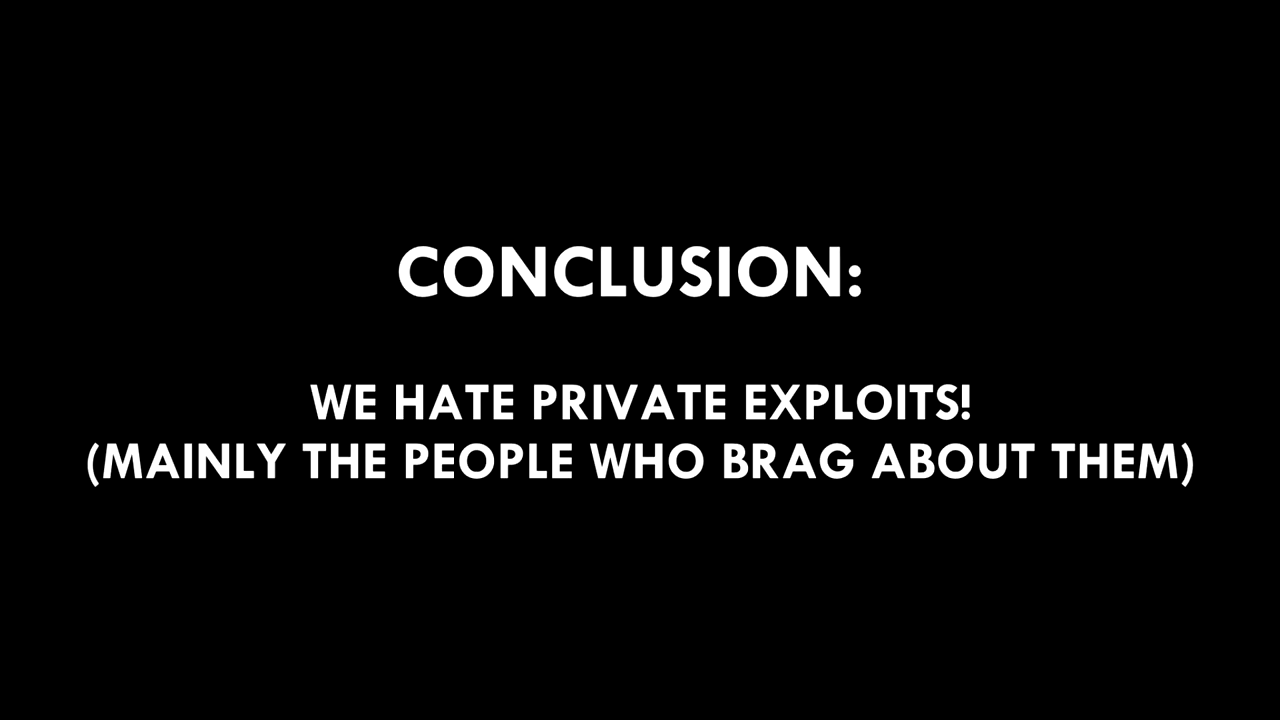 CONCLUSION:
WE HATE PRIVATE EXPLOITS!
(MAINLY THE PEOPLE WHO BRAG ABOUT THEM)